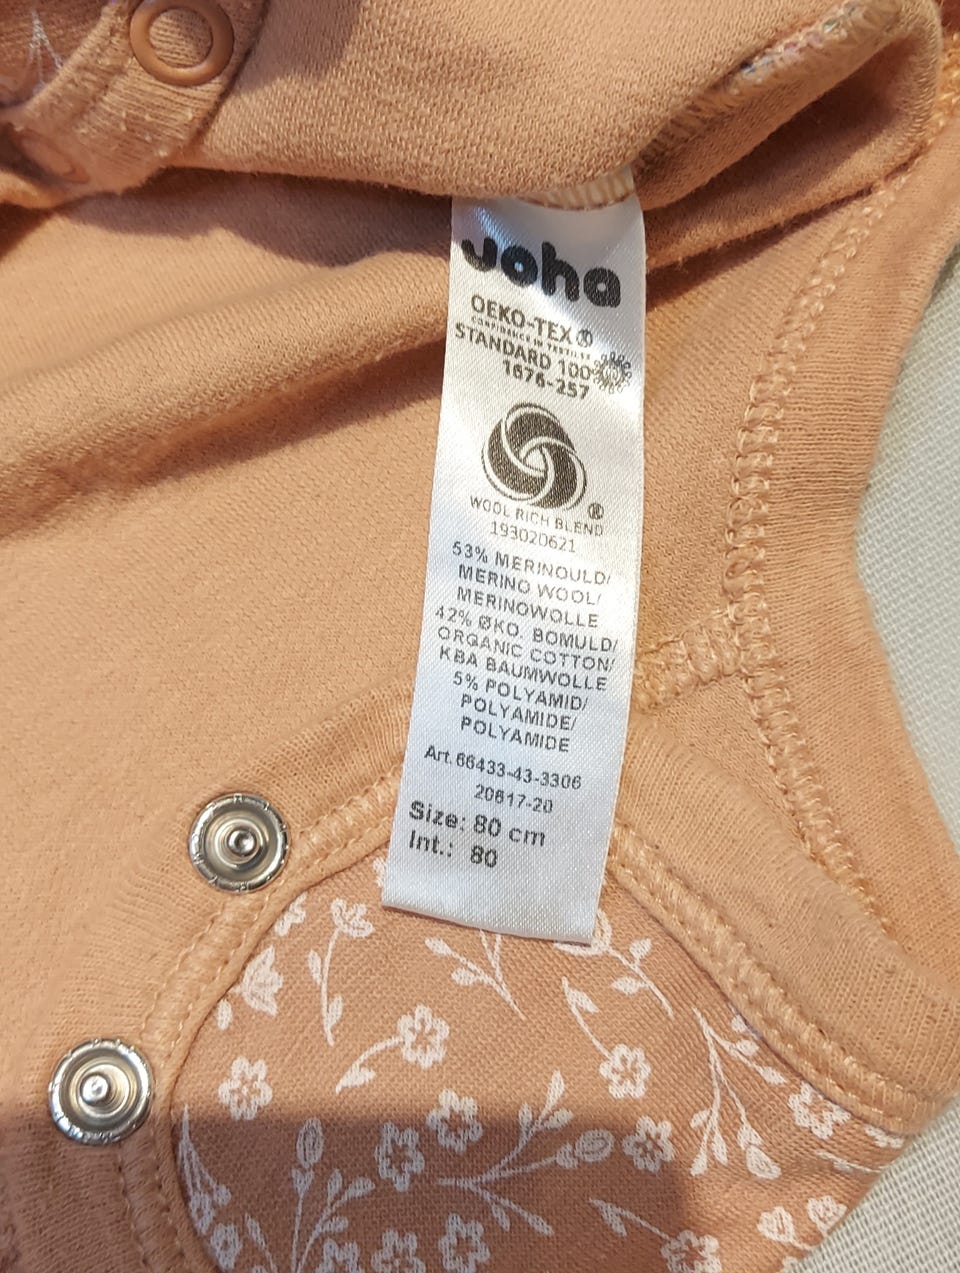 joha
OEKO-TEX®
CONFIDENCE IN TEXTILES
STANDARD 100
1676-257
WOOL RICH BLEND
193020621
53% MERINOULD/
MERINO WOOL/
MERINOWOLLE
42% ØKO. BOMULD/
ORGANIC COTTON/
KBA BAUMWOLLE
5% POLYAMID/
POLYAMIDE/
POLYAMIDE
Art.66433-43-3306
20617-20
Size: 80 cm
Int.: 80